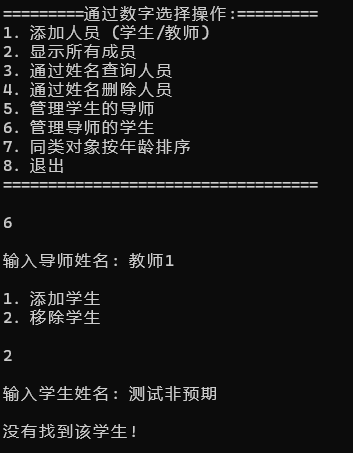 =========通过数字选择操作:=========
1. 添加人员 (学生/教师)
2. 显示所有成员
3. 通过姓名查询人员
4. 通过姓名删除人员
5. 管理学生的导师
6. 管理导师的学生
7. 同类对象按年龄排序
8. 退出
===================================
6
输入导师姓名: 教师1
1. 添加学生
2. 移除学生
2
输入学生姓名: 测试非预期
没有找到该学生!